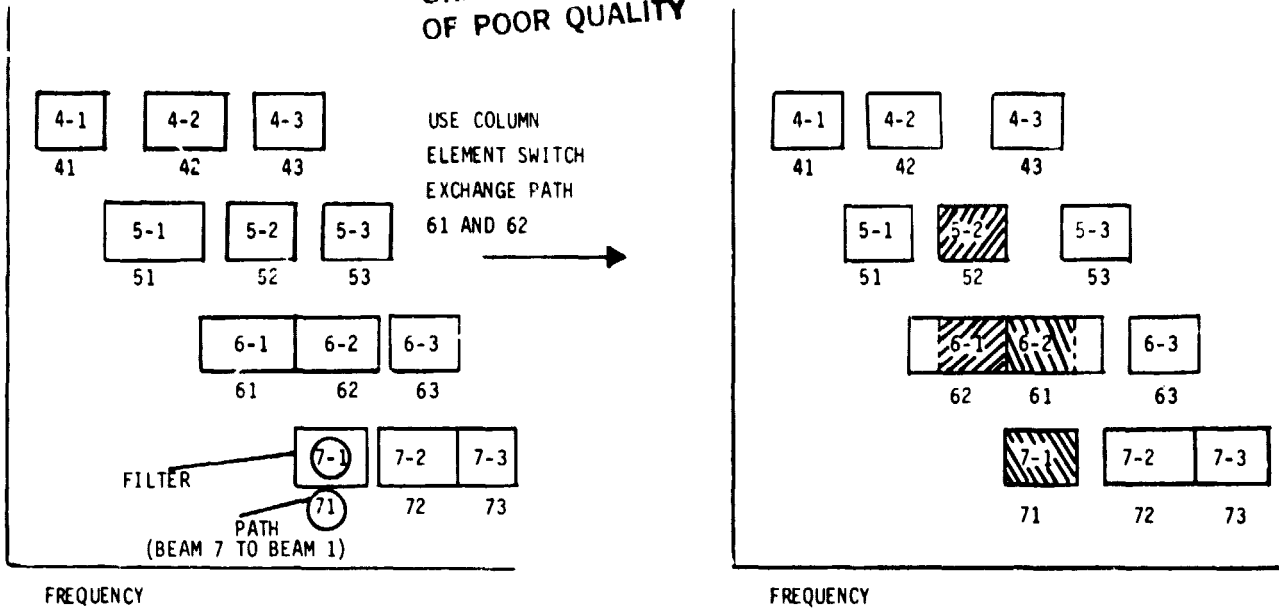 OF POOR QUALITY
4-1 4-2 4-3
41 42 43
5-1 5-2 5-3
51 52 53
6-1 6-2 6-3
61 62 63
7-1 7-2 7-3
71 72 73
FILTER
PATH
(BEAM 7 TO BEAM 1)
FREQUENCY
USE COLUMN
ELEMENT SWITCH
EXCHANGE PATH
61 AND 62
4-1 4-2 4-3
41 42 43
5-1 5-2 5-3
51 52 53
6-1 6-2 6-3
62 61 63
7-1 7-2 7-3
71 72 73
FREQUENCY